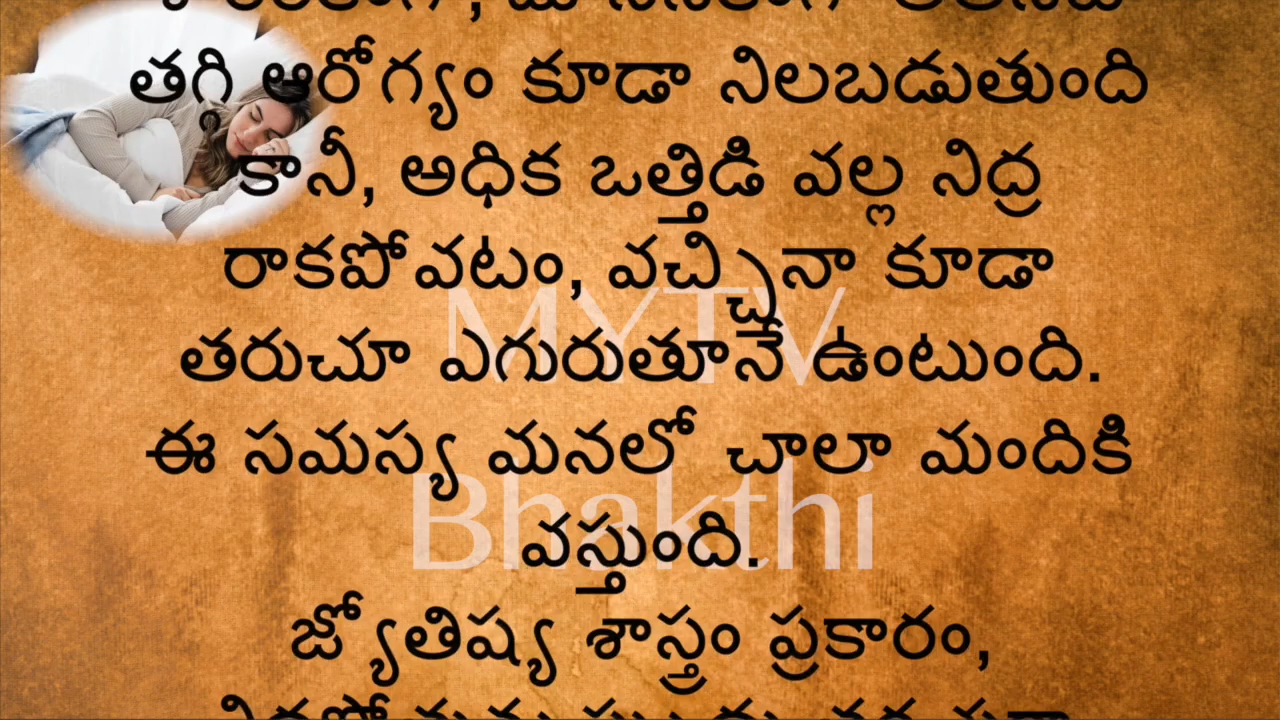 తగ్గి ఆరోగ్యం కూడా నిలబడుతుంది
కానీ, అధిక ఒత్తిడి వల్ల నిద్ర
రాకపోవటం, వచ్చినా కూడా
తరుచూ ఎగురుతూనే ఉంటుంది.
ఈ సమస్య మనలో చాలా మందికి
వస్తుంది.
జ్యోతిష్య శాస్త్రం ప్రకారం,
MYTV
Bhakthi